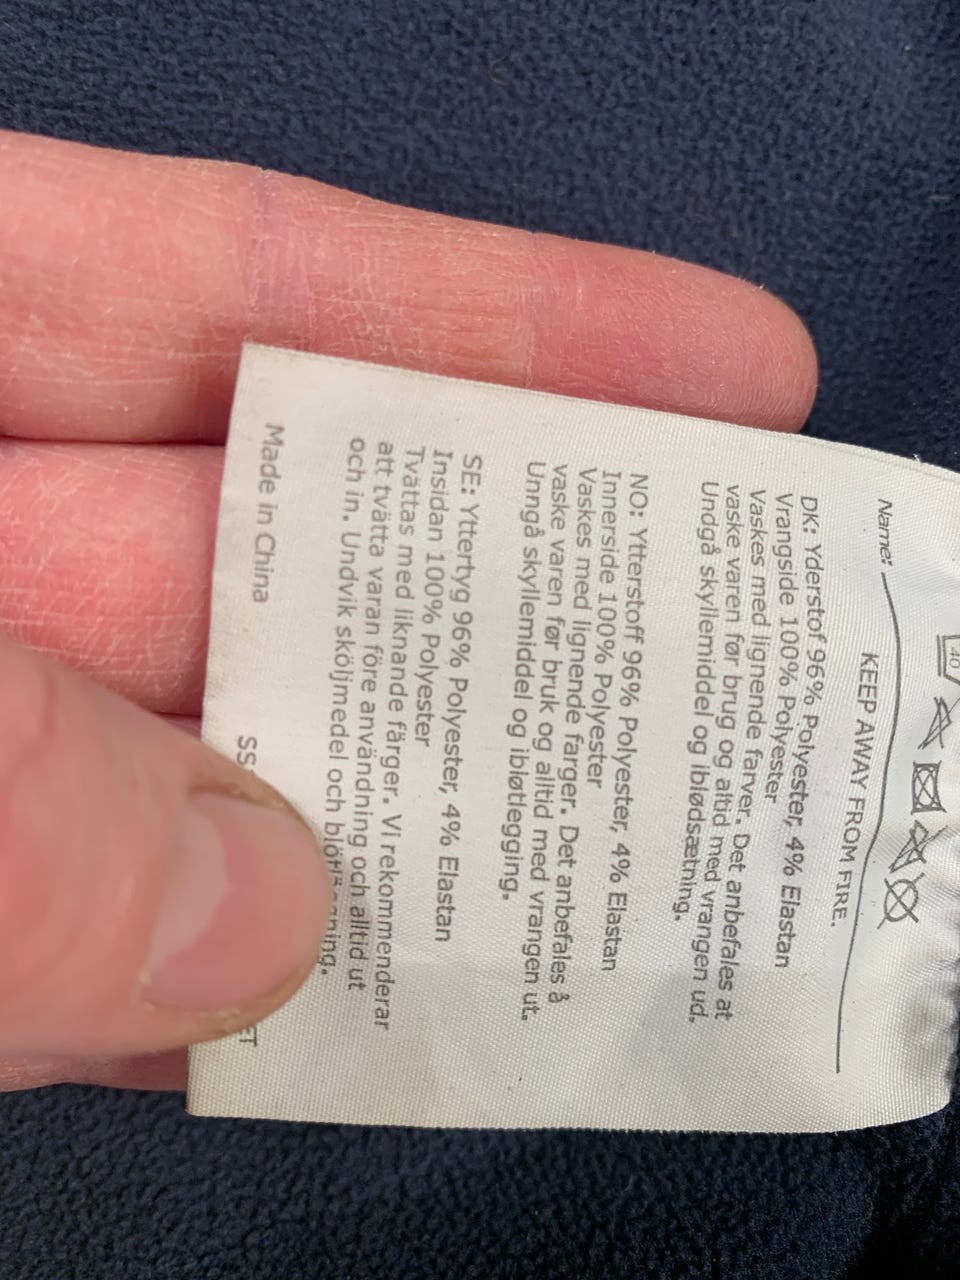 40
KEEP AWAY FROM FIRE.
Name:
DK: Yderstof 96% Polyester, 4% Elastan
Vrangside 100% Polyester
Vaskes med lignende farver. Det anbefales at
vaske varen før brug og altid med vrangen ud.
Undgå skyllemiddel og iblødsætning.
NO: Ytterstoff 96% Polyester, 4% Elastan
Innerside 100% Polyester
Vaskes med lignende farger. Det anbefales å
vaske varen før bruk og alltid med vrangen ut.
Unngå skyllemiddel og ibløtlegging.
SE: Yttertyg 96% Polyester, 4% Elastan
Insidan 100% Polyester
Tvättas med liknande färger. Vi rekommenderar
att tvätta varan före användning och alltid ut
och in. Undvik sköljmedel och
Made in China